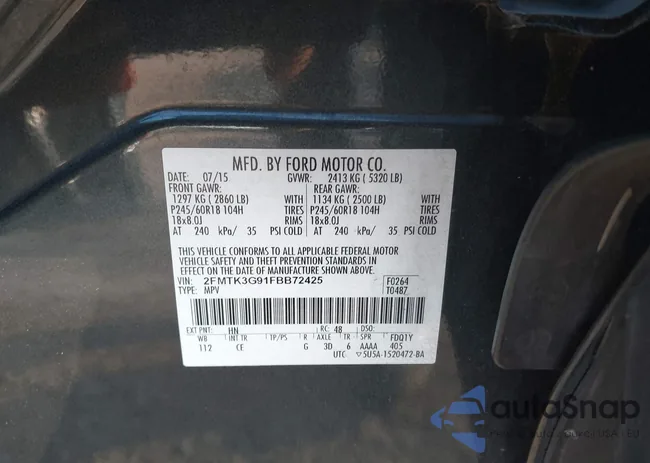 MFD. BY FORD MOTOR CO.
DATE: 07/15 GVWR: 2413 KG ( 5320 LB)
FRONT GAWR: REAR GAWR:
1297 KG ( 2860 LB) 1134 KG ( 2500 LB)
P245/60R18 104H TIRES P245/60R18 104H TIRES
18x8.0J RIMS 18x8.0J RIMS
AT 240 kPa/ 35 PSI COLD AT 240 kPa/ 35 PSI COLD
THIS VEHICLE CONFORMS TO ALL APPLICABLE FEDERAL MOTOR
VEHICLE SAFETY AND THEFT PREVENTION STANDARDS IN
EFFECT ON THE DATE OF MANUFACTURE SHOWN ABOVE.
VIN: 2FMTK3G91FBB72425 F0264
TYPE: MPV T0487
EXT PNT: HN RC: 48 DSO:
WB INT TR TP/PS R AXLE TR SPR FDQ1Y
112 CE G 3D 6 AAAA 405
UTC ▽5U5A-1520472-BA
autoSnap